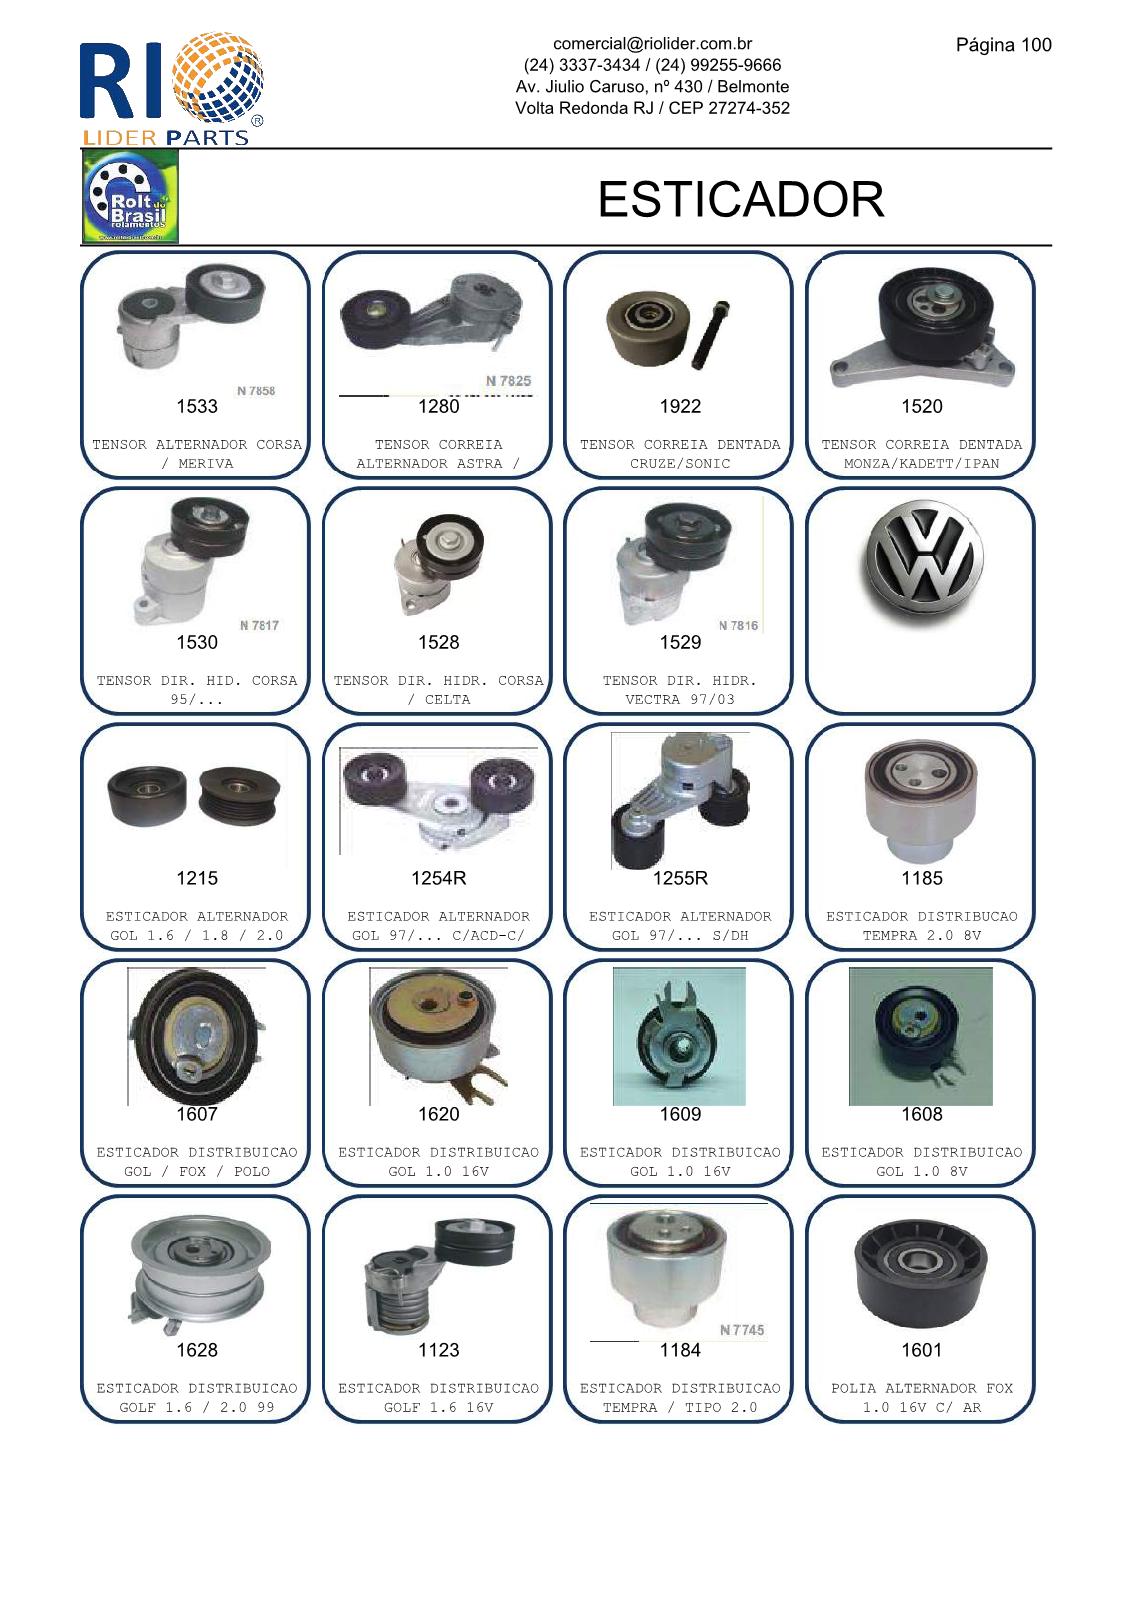 RIO
LIDER PARTS
®
comercial@riolider.com.br
(24) 3337-3434 / (24) 99255-9666
Av. Jiulio Caruso, nº 430 / Belmonte
Volta Redonda RJ / CEP 27274-352
Página 100
Rolt do
Brasil
rolamentos
ESTICADOR
N 7858
1533
TENSOR ALTERNADOR CORSA
/ MERIVA
N 7825
1280
TENSOR CORREIA
ALTERNADOR ASTRA /
1922
TENSOR CORREIA DENTADA
CRUZE/SONIC
1520
TENSOR CORREIA DENTADA
MONZA/KADETT/IPAN
N 7817
1530
TENSOR DIR. HID. CORSA
95/...
1528
TENSOR DIR. HIDR. CORSA
/ CELTA
N 7816
1529
TENSOR DIR. HIDR.
VECTRA 97/03
1215
ESTICADOR ALTERNADOR
GOL 1.6 / 1.8 / 2.0
1254R
ESTICADOR ALTERNADOR
GOL 97/... C/ACD-C/
1255R
ESTICADOR ALTERNADOR
GOL 97/... S/DH
1185
ESTICADOR DISTRIBUCAO
TEMPRA 2.0 8V
1607
ESTICADOR DISTRIBUICAO
GOL / FOX / POLO
1620
ESTICADOR DISTRIBUICAO
GOL 1.0 16V
1609
ESTICADOR DISTRIBUICAO
GOL 1.0 16V
1608
ESTICADOR DISTRIBUICAO
GOL 1.0 8V
1628
ESTICADOR DISTRIBUICAO
GOLF 1.6 / 2.0 99
1123
ESTICADOR DISTRIBUICAO
GOLF 1.6 16V
N 7745
1184
ESTICADOR DISTRIBUICAO
TEMPRA / TIPO 2.0
1601
POLIA ALTERNADOR FOX
1.0 16V C/ AR